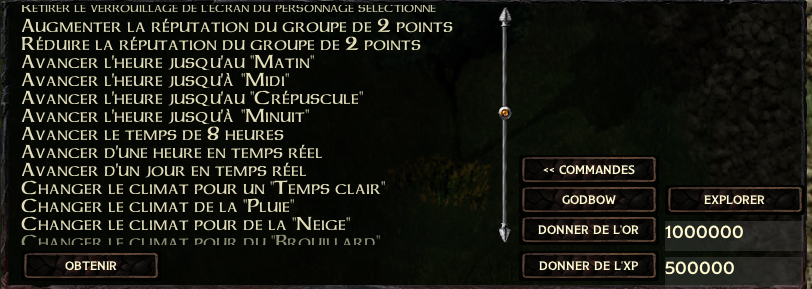 Retirer le verrouillage de l'écran du personnage sélectionné
Augmenter la réputation du groupe de 2 points
Réduire la réputation du groupe de 2 points
Avancer l'heure jusqu'au "Matin"
Avancer l'heure jusqu'à "Midi"
Avancer l'heure jusqu'au "Crépuscule"
Avancer l'heure jusqu'à "Minuit"
Avancer le temps de 8 heures
Avancer d'une heure en temps réel
Avancer d'un jour en temps réel
Changer le climat pour un "Temps clair"
Changer le climat de la "Pluie"
Changer le climat pour de la "Neige"
Changer le climat pour du "Brouillard"
OBTENIR
<< COMMANDES
GODBOW
EXPLORER
DONNER DE L'OR
1000000
DONNER DE L'XP
500000